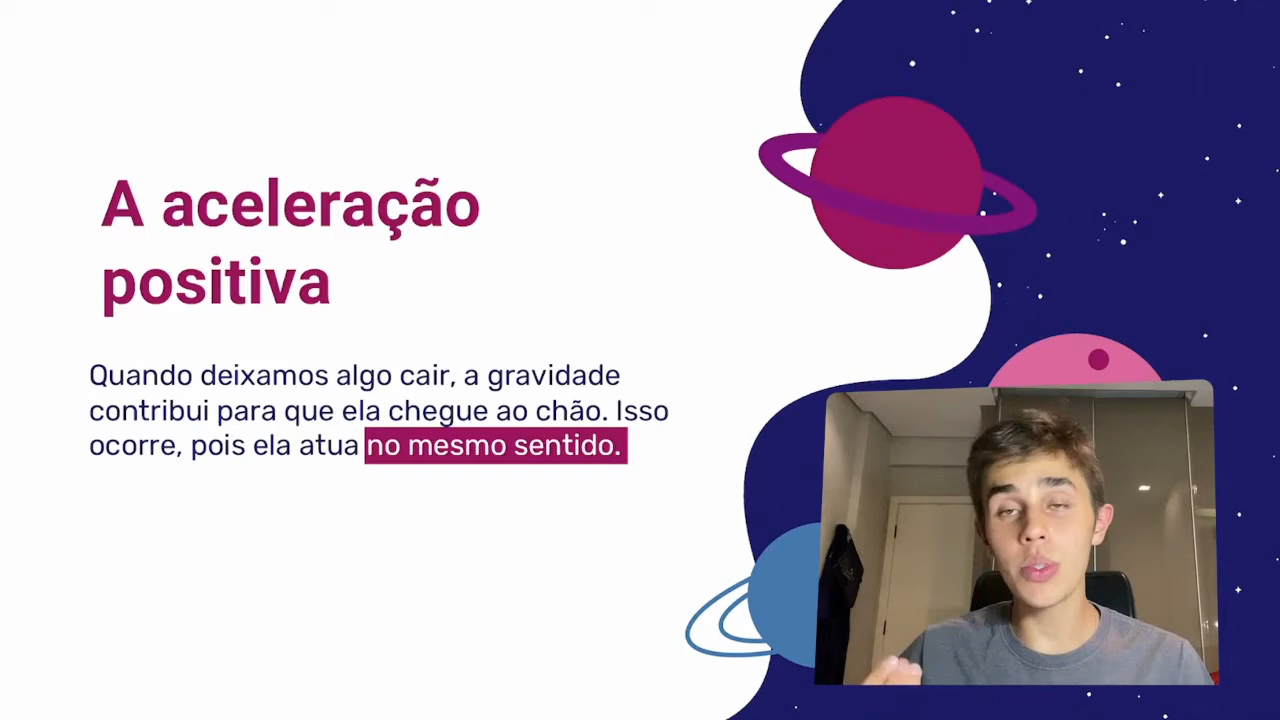 A aceleração
positiva
Quando deixamos algo cair, a gravidade
contribui para que ela chegue ao chão. Isso
ocorre, pois ela atua no mesmo sentido.